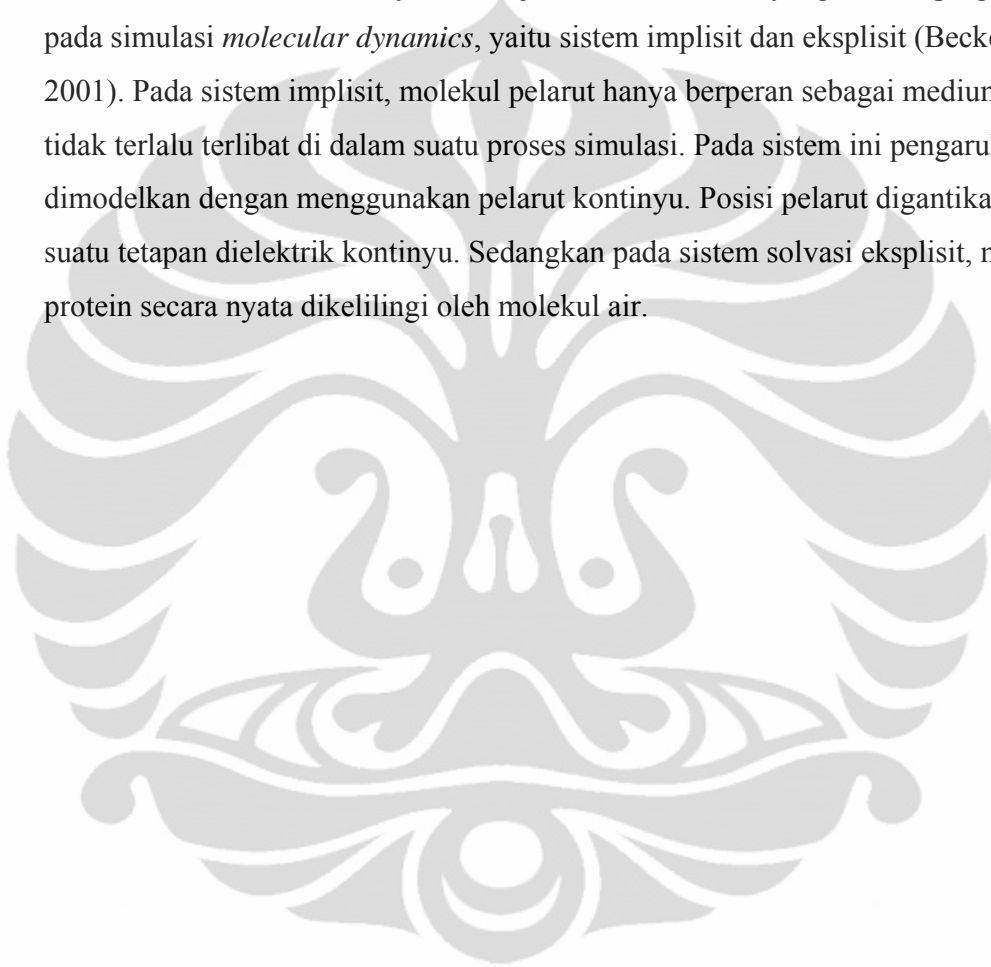 pada simulasi molecular dynamics, yaitu sistem implisit dan eksplisit (Beck
2001). Pada sistem implisit, molekul pelarut hanya berperan sebagai medium
tidak terlalu terlibat di dalam suatu proses simulasi. Pada sistem ini pengaruh
dimodelkan dengan menggunakan pelarut kontinyu. Posisi pelarut digantika
suatu tetapan dielektrik kontinyu. Sedangkan pada sistem solvasi eksplisit,
protein secara nyata dikelilingi oleh molekul air.